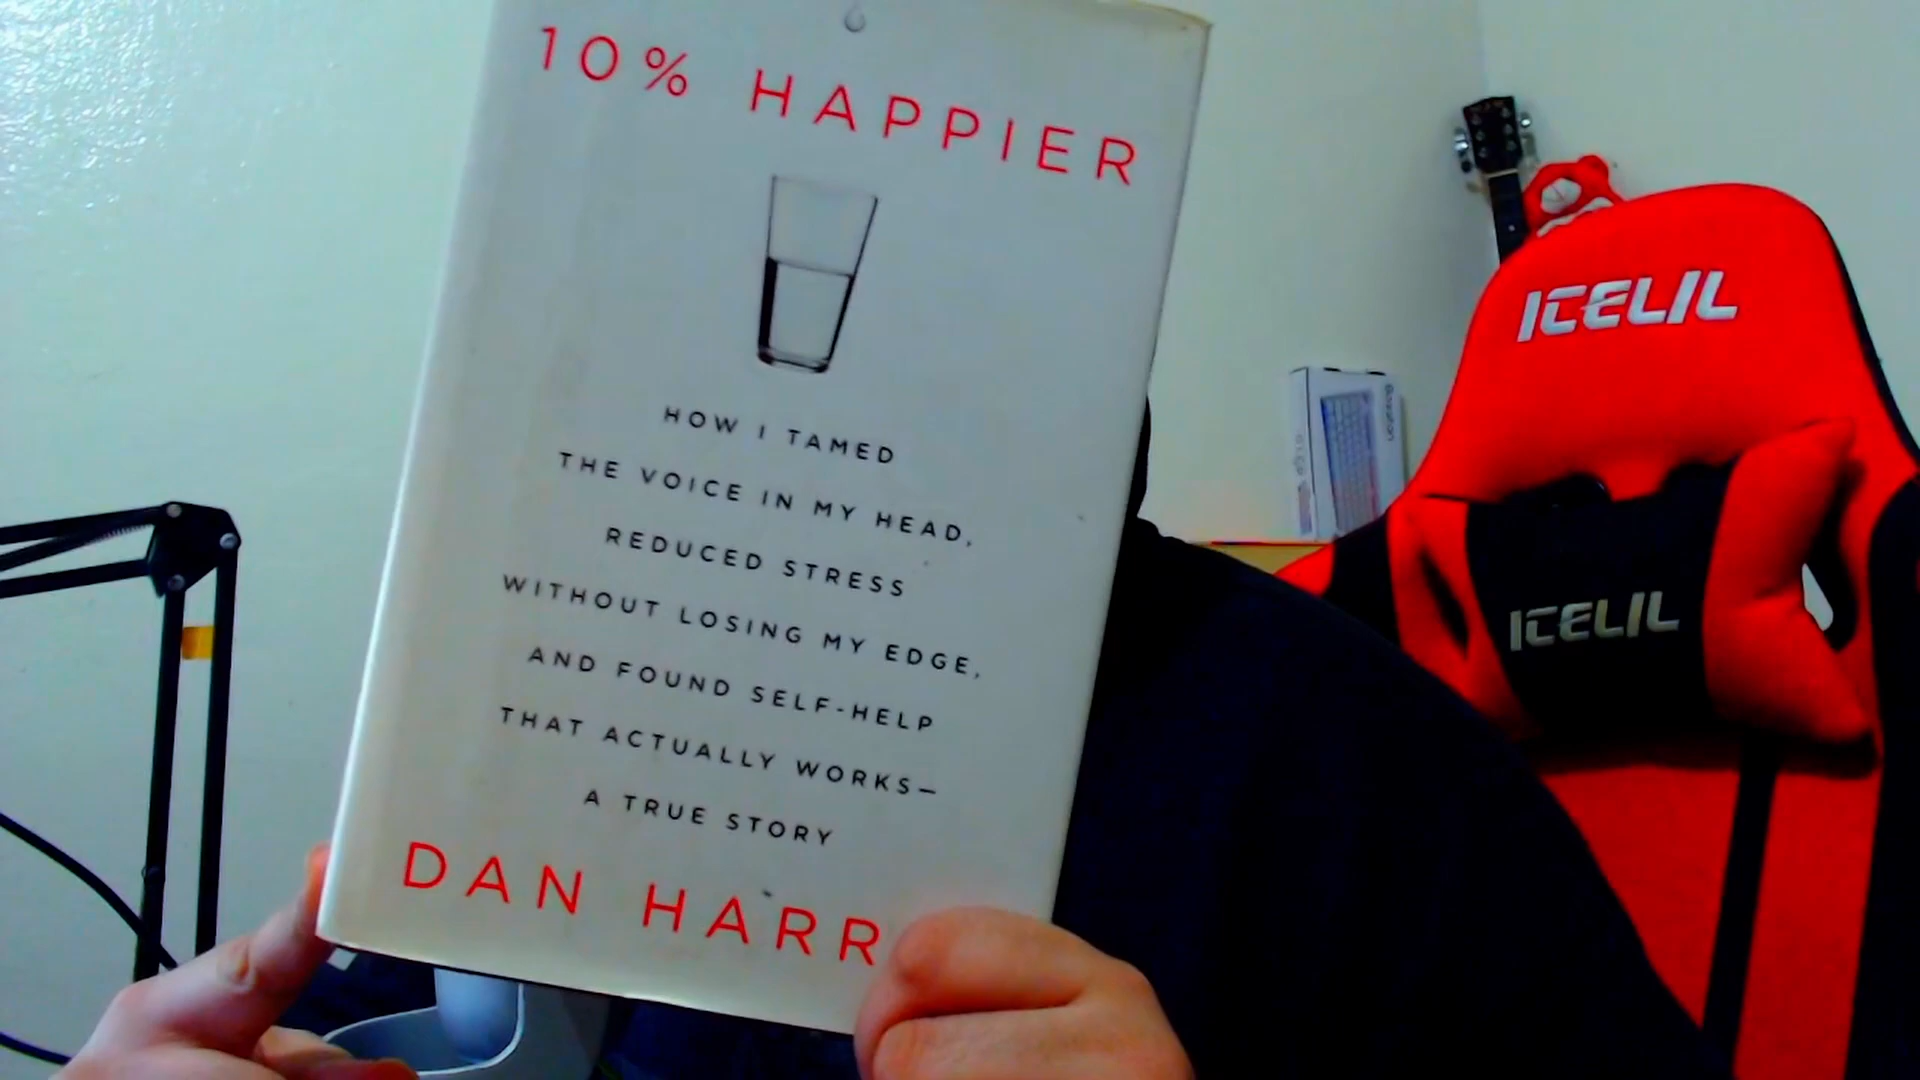 10% HAPPIER
HOW I TAMED
THE VOICE IN MY HEAD,
REDUCED STRESS
WITHOUT LOSING MY EDGE,
AND FOUND SELF-HELP
THAT ACTUALLY WORKS—
A TRUE STORY
DAN HARR
ICELIL
ICELIL